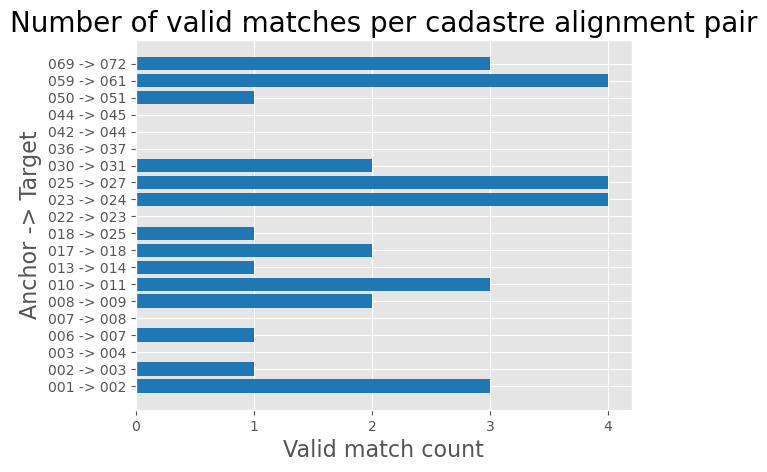 Number of valid matches per cadastre alignment pair
Anchor -> Target
069 -> 072
059 -> 061
050 -> 051
044 -> 045
042 -> 044
036 -> 037
030 -> 031
025 -> 027
023 -> 024
022 -> 023
018 -> 025
017 -> 018
013 -> 014
010 -> 011
008 -> 009
007 -> 008
006 -> 007
003 -> 004
002 -> 003
001 -> 002
0 1 2 3 4
Valid match count